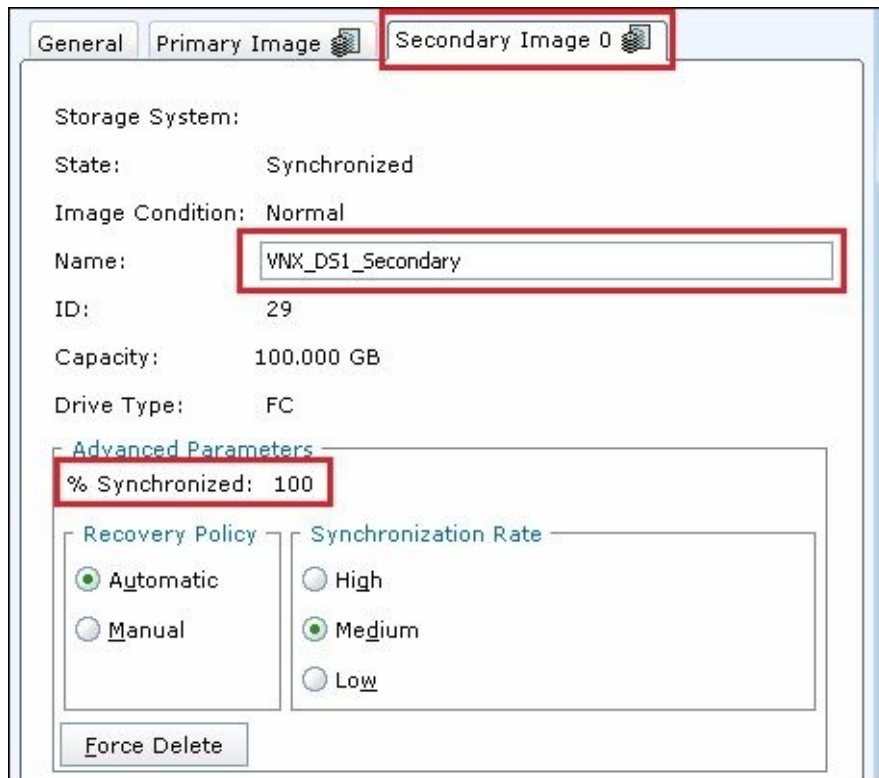 General Primary Image Secondary Image 0
Storage System:
State: Synchronized
Image Condition: Normal
Name: VNX_DS1_Secondary
ID: 29
Capacity: 100.000 GB
Drive Type: FC
Advanced Parameters
% Synchronized: 100
Recovery Policy Synchronization Rate
Automatic High
Manual Medium
Low
Force Delete